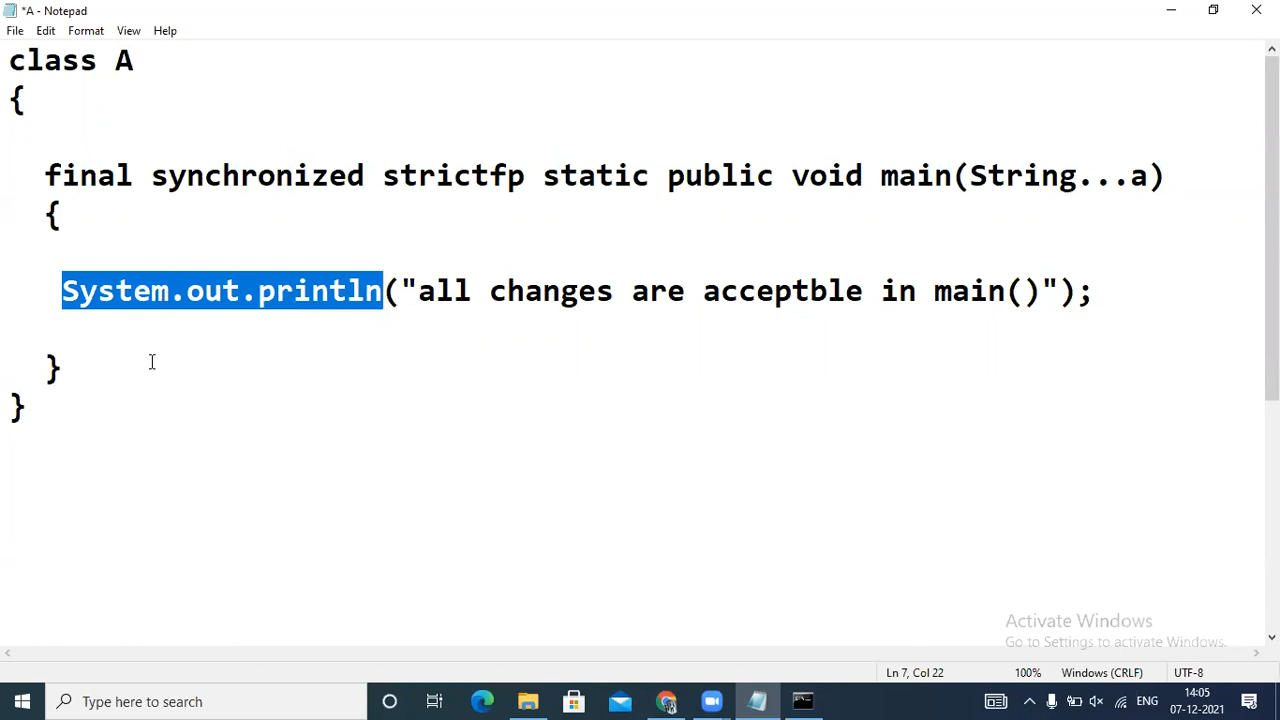 *A - Notepad
File Edit Format View Help
class A
{
final synchronized strictfp static public void main(String...a)
{
System.out.println("all changes are acceptble in main()");
}
}
Activate Windows
Go to Settings to activate Windows.
Ln 7, Col 22 100% Windows (CRLF) UTF-8
Type here to search
ENG
14:05
07-12-2021